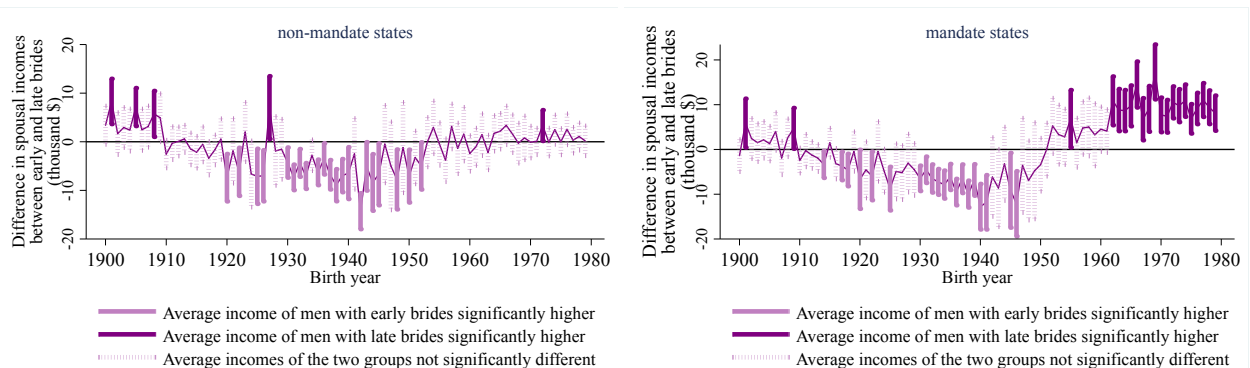 non-mandate states
Difference in spousal incomes
between early and late brides
(thousand $)
20
10
0
-10
-20
1900 1910 1920 1930 1940 1950 1960 1970 1980
Birth year
Average income of men with early brides significantly higher
Average income of men with late brides significantly higher
Average incomes of the two groups not significantly different
mandate states
Difference in spousal incomes
between early and late brides
(thousand $)
20
10
0
-10
-20
1900 1910 1920 1930 1940 1950 1960 1970 1980
Birth year
Average income of men with early brides significantly higher
Average income of men with late brides significantly higher
Average incomes of the two groups not significantly different